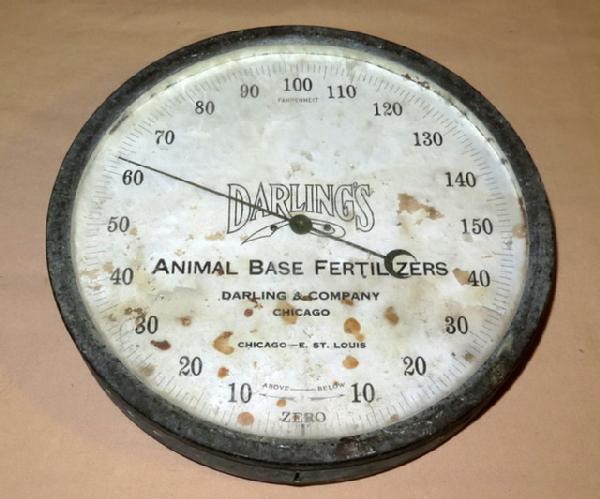 100
90 110
FAHRENHEIT
80 120
70 130
60 140
50 150
DARLING'S
ANIMAL BASE FERTILIZERS
40 40
DARLING & COMPANY
CHICAGO
30 30
CHICAGO—E. ST. LOUIS
20 20
ABOVE BELOW
10 10
ZERO